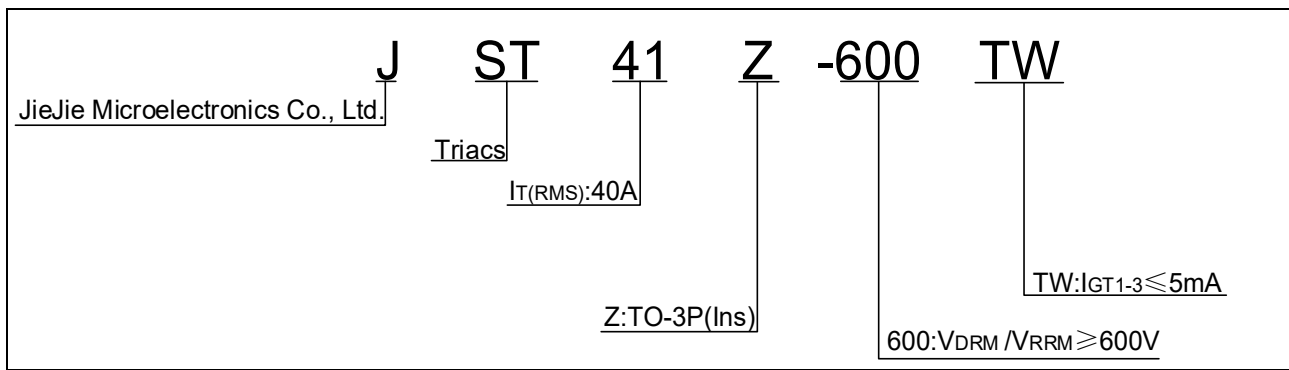 J ST 41 Z -600 TW
JieJie Microelectronics Co., Ltd.
Triacs
IT(RMS):40A
TW:IGT1-3≤5mA
Z:TO-3P(Ins)
600:VDRM /VRRM≥600V